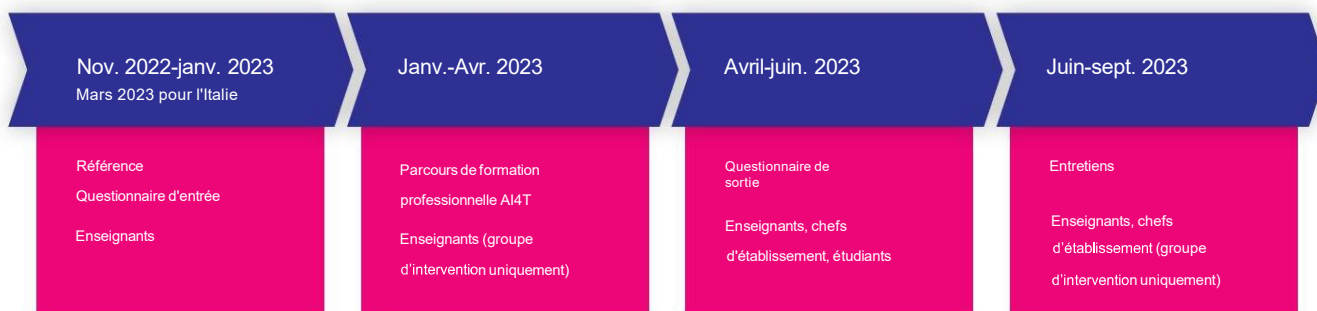 Nov. 2022-janv. 2023
Mars 2023 pour l'Italie
Référence
Questionnaire d'entrée
Enseignants
Janv.-Avr. 2023
Parcours de formation
professionnelle AI4T
Enseignants (groupe
d’intervention uniquement)
Avril-juin. 2023
Questionnaire de
sortie
Enseignants, chefs
d'établissement, étudiants
Juin-sept. 2023
Entretiens
Enseignants, chefs
d’établissement (groupe
d’intervention uniquement)